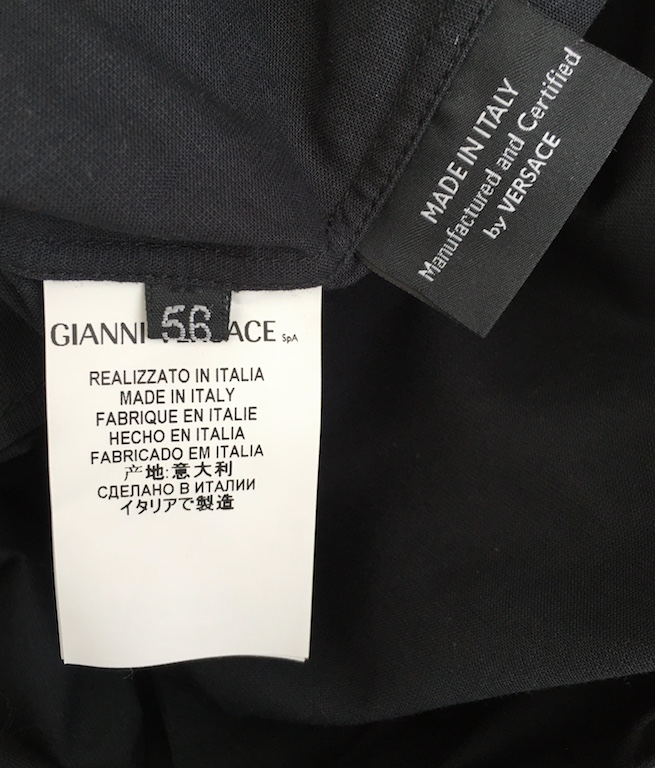 MADE IN ITALY
Manufactured and Certified
by VERSACE
56
GIANNI ACE SpA
REALIZZATO IN ITALIA
MADE IN ITALY
FABRIQUE EN ITALIE
HECHO EN ITALIA
FABRICADO EM ITALIA
产地:意大利
СДЕЛАНО В ИТАЛИИ
イタリアで製造